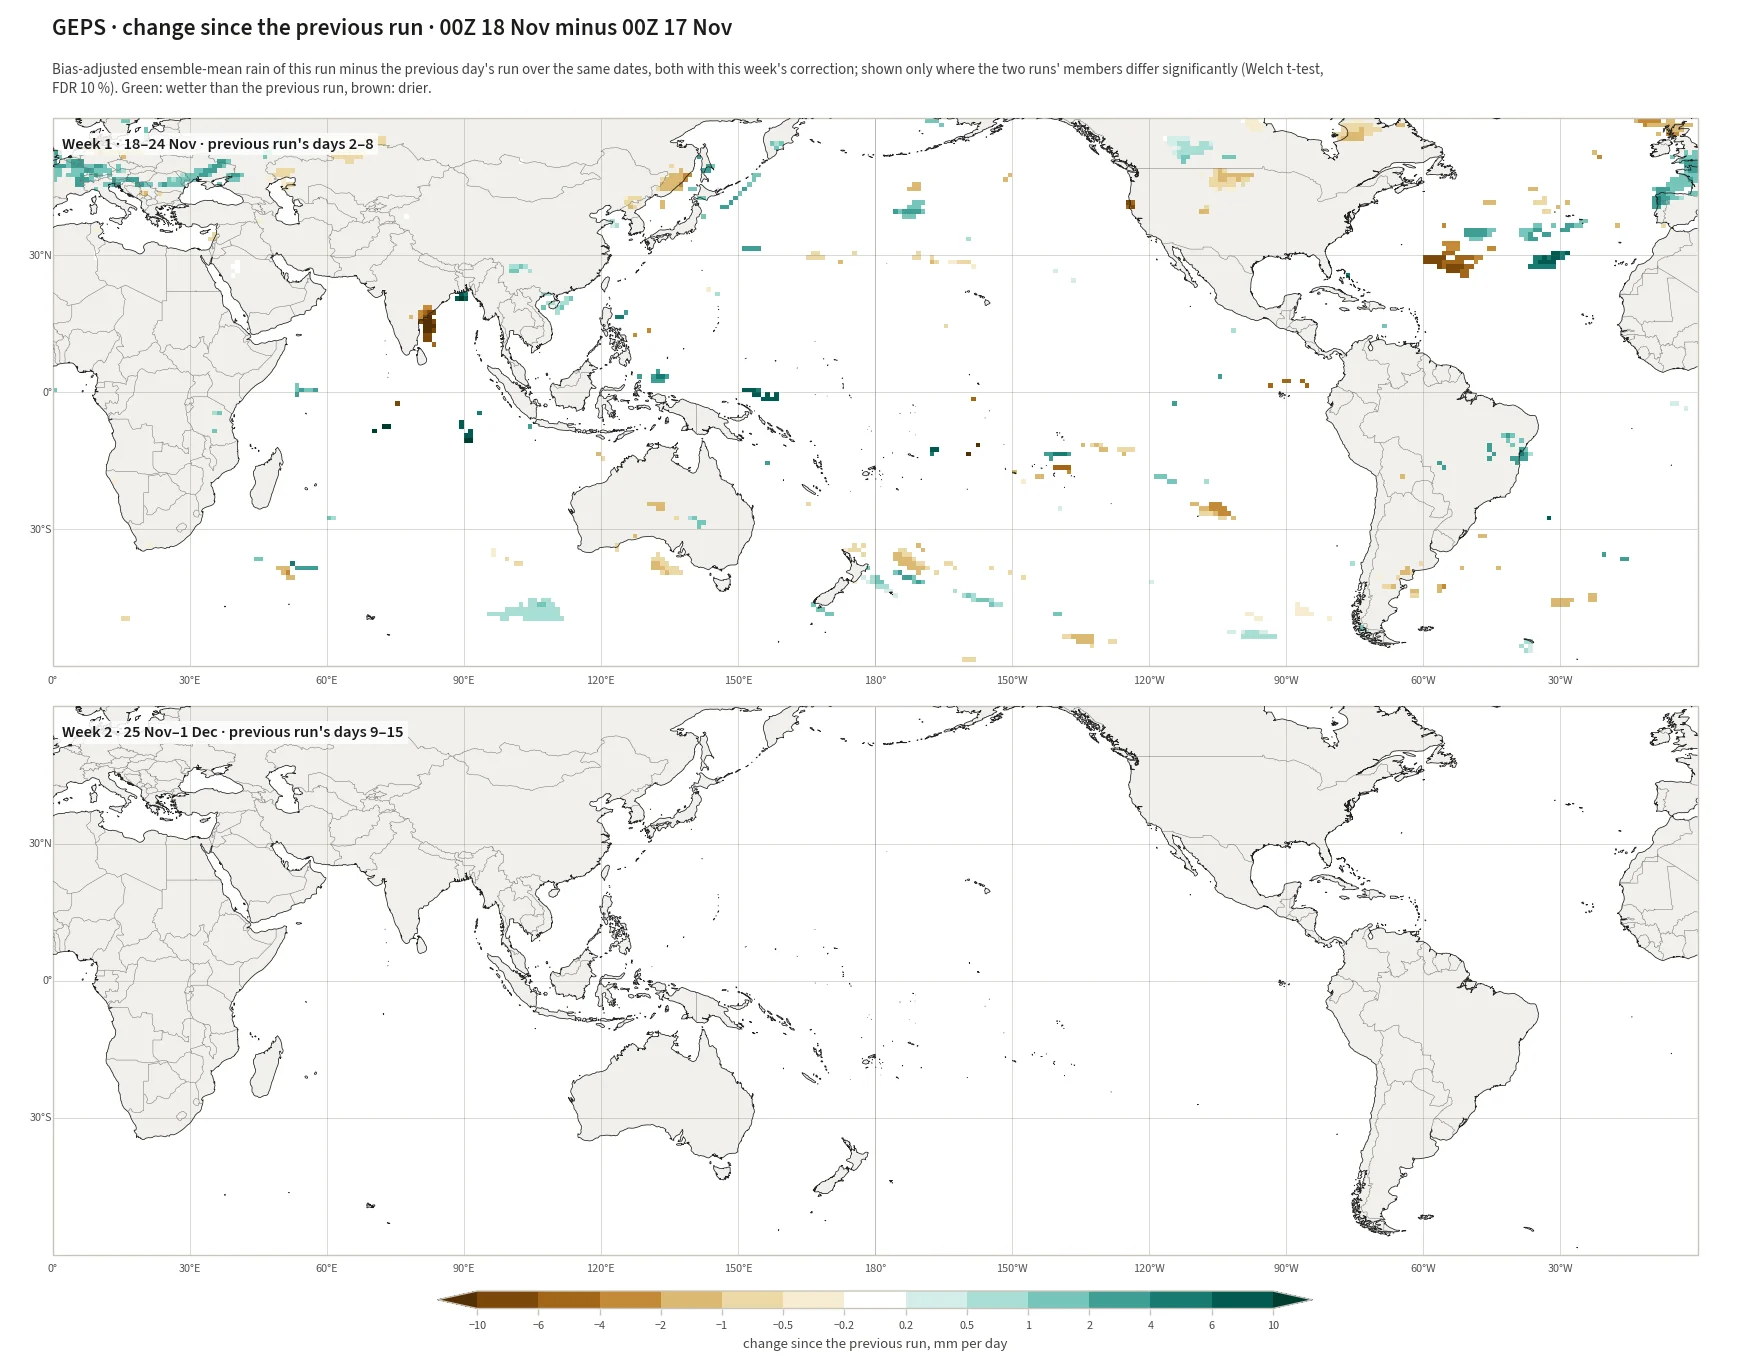 GEPS · change since the previous run · 00Z 18 Nov minus 00Z 17 Nov
Bias-adjusted ensemble-mean rain of this run minus the previous day's run over the same dates, both with this week's correction; shown only where the two runs' members differ significantly (Welch t-test,
FDR 10 %). Green: wetter than the previous run, brown: drier.
Week 1 · 18–24 Nov · previous run's days 2–8
30°N
0°
30°S
0° 30°E 60°E 90°E 120°E 150°E 180° 150°W 120°W 90°W 60°W 30°W
Week 2 · 25 Nov–1 Dec · previous run's days 9–15
30°N
0°
30°S
0° 30°E 60°E 90°E 120°E 150°E 180° 150°W 120°W 90°W 60°W 30°W
−10 −6 −4 −2 −1 −0.5 −0.2 0.2 0.5 1 2 4 6 10
change since the previous run, mm per day